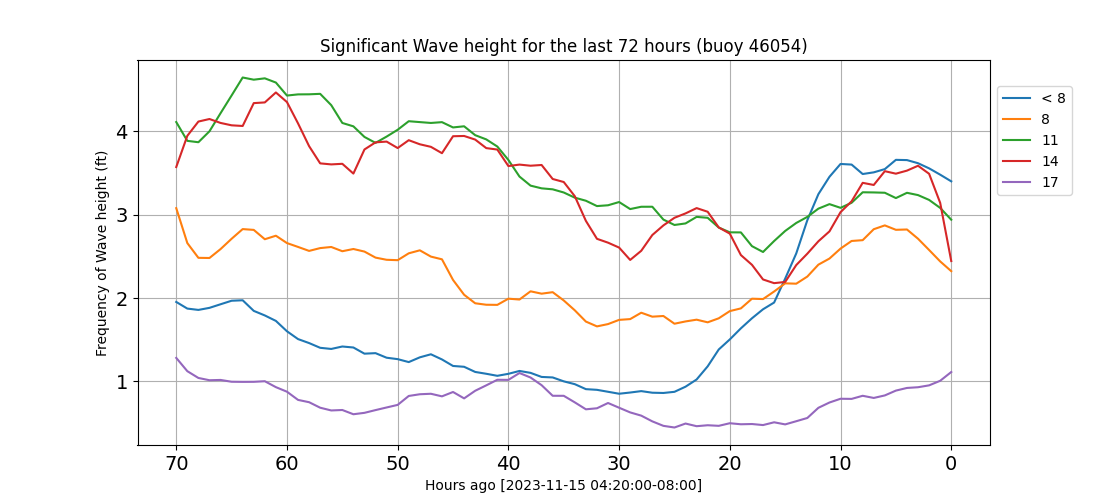 Significant Wave height for the last 72 hours (buoy 46054)
Frequency of Wave height (ft)
4
3
2
1
70 60 50 40 30 20 10 0
Hours ago [2023-11-15 04:20:00-08:00]
< 8
8
11
14
17